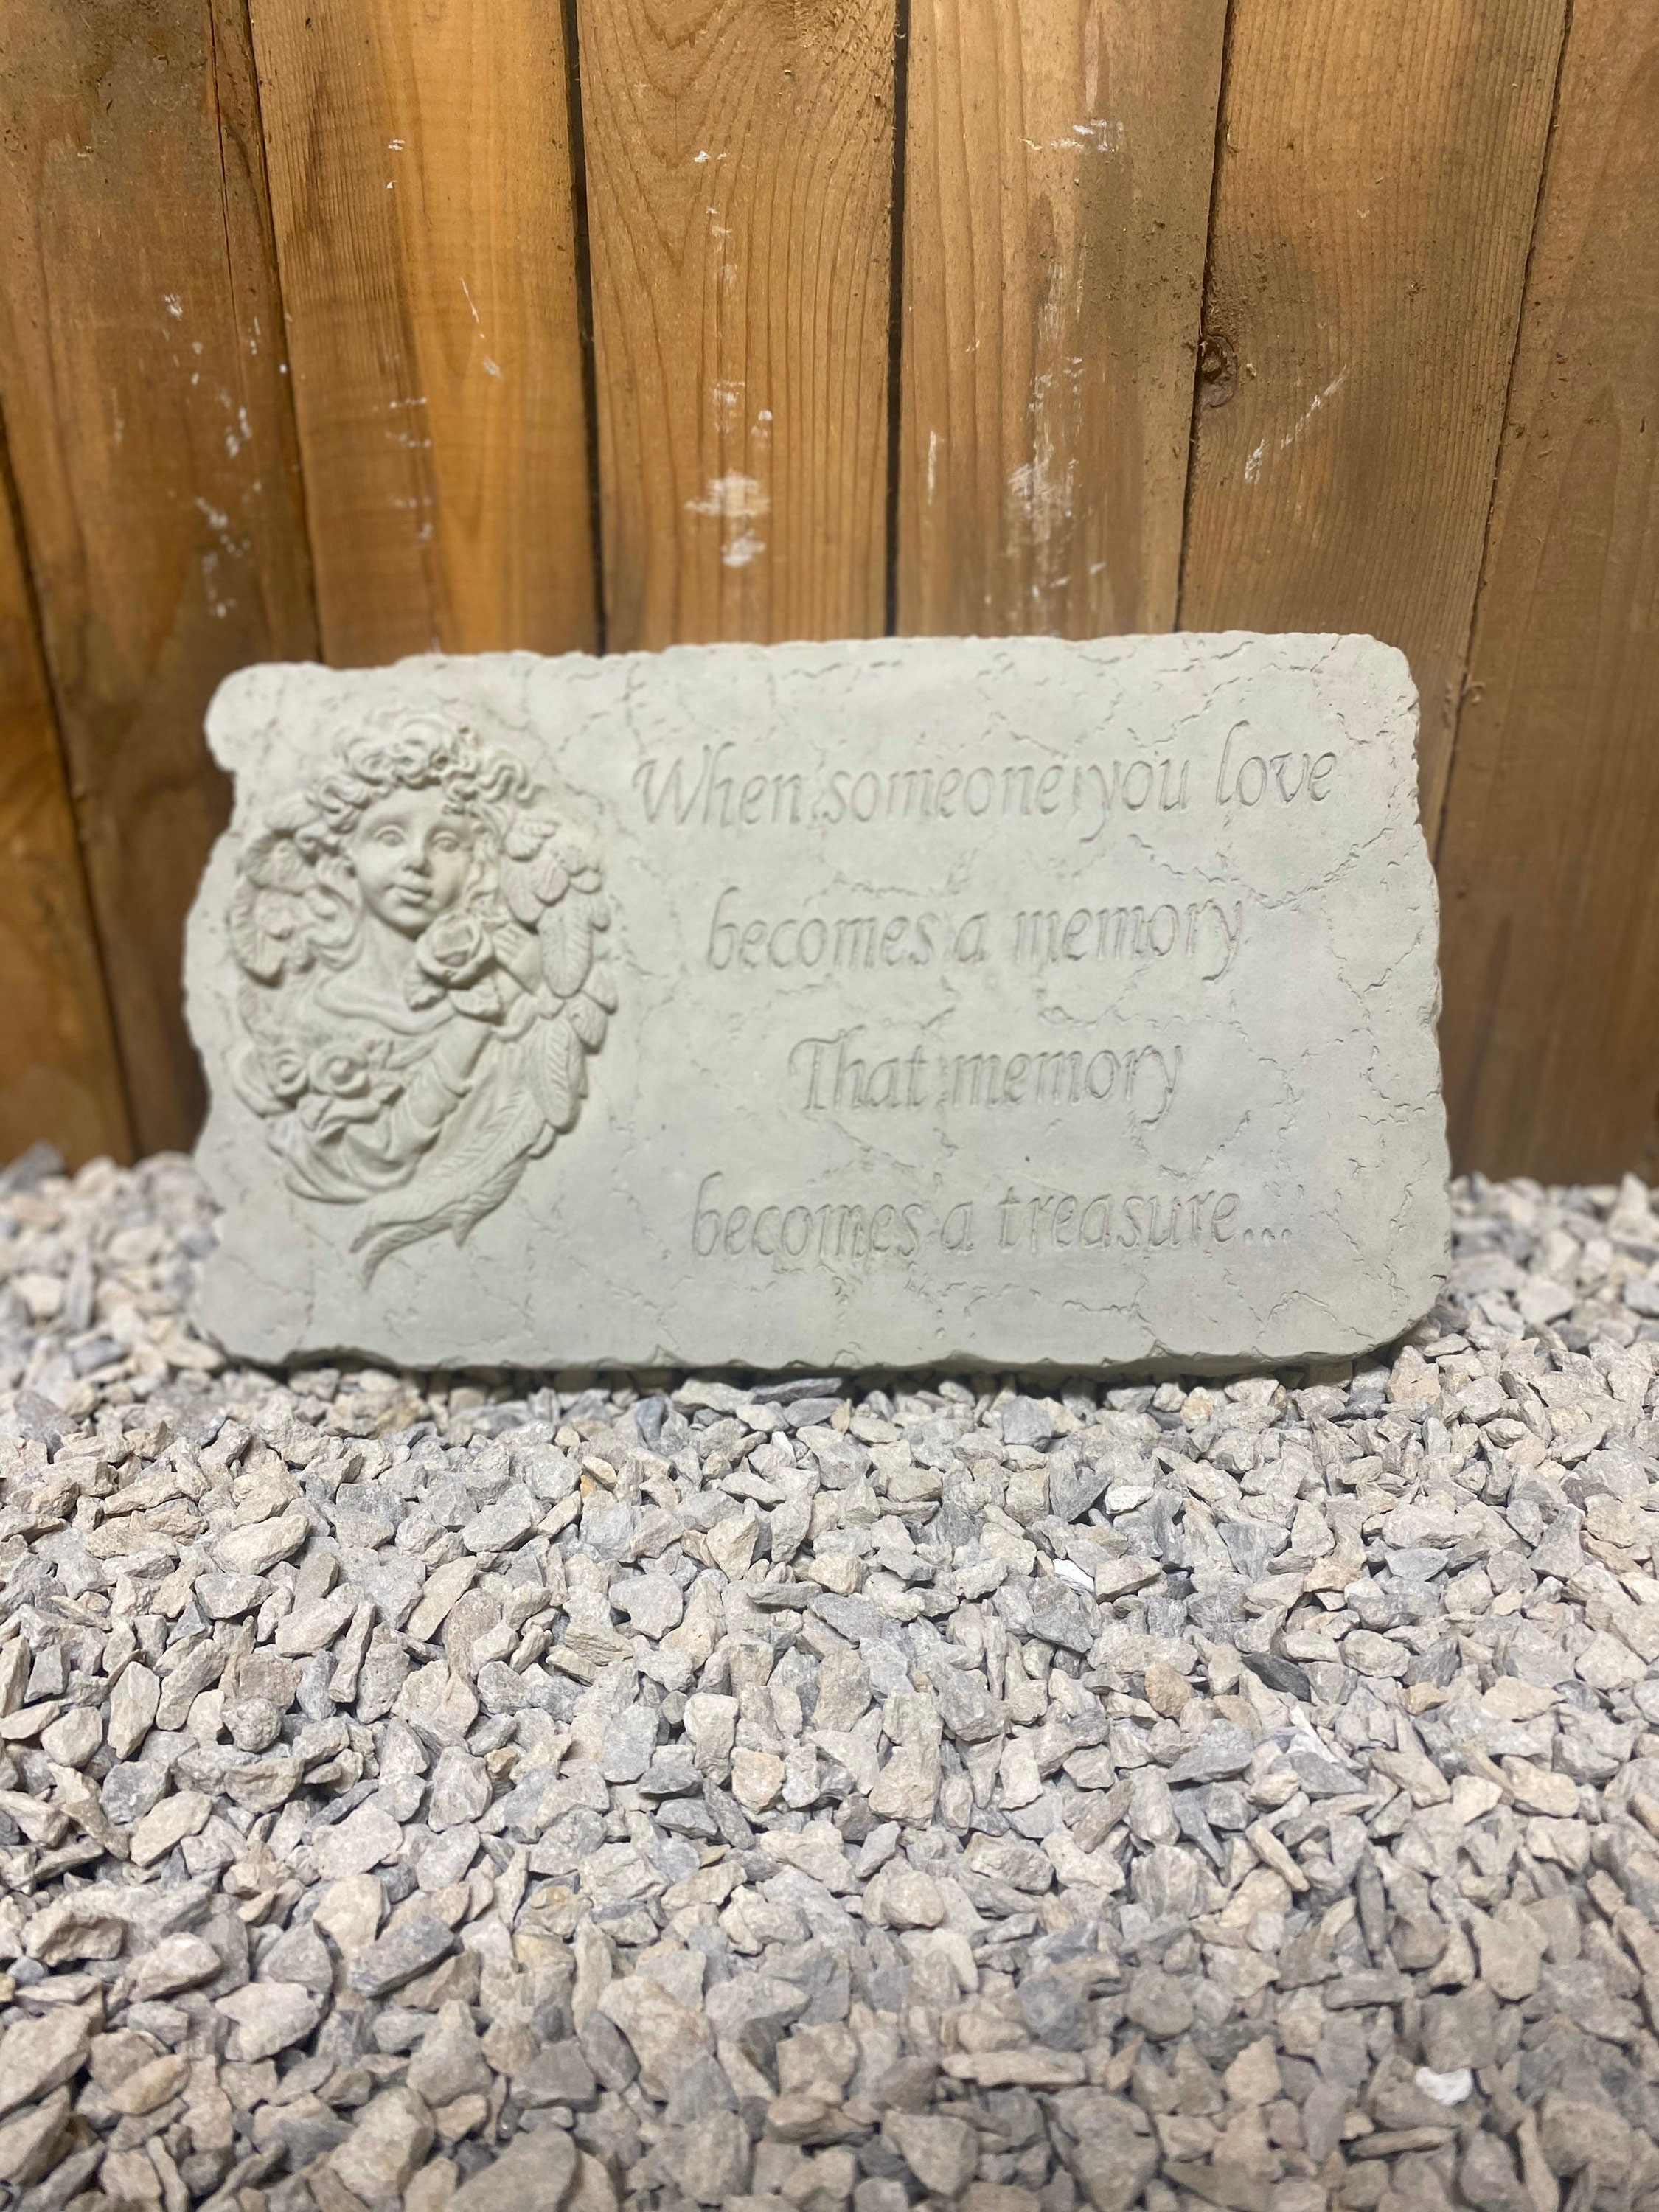 When someone you love
becomes a memory
That memory
becomes a treasure...